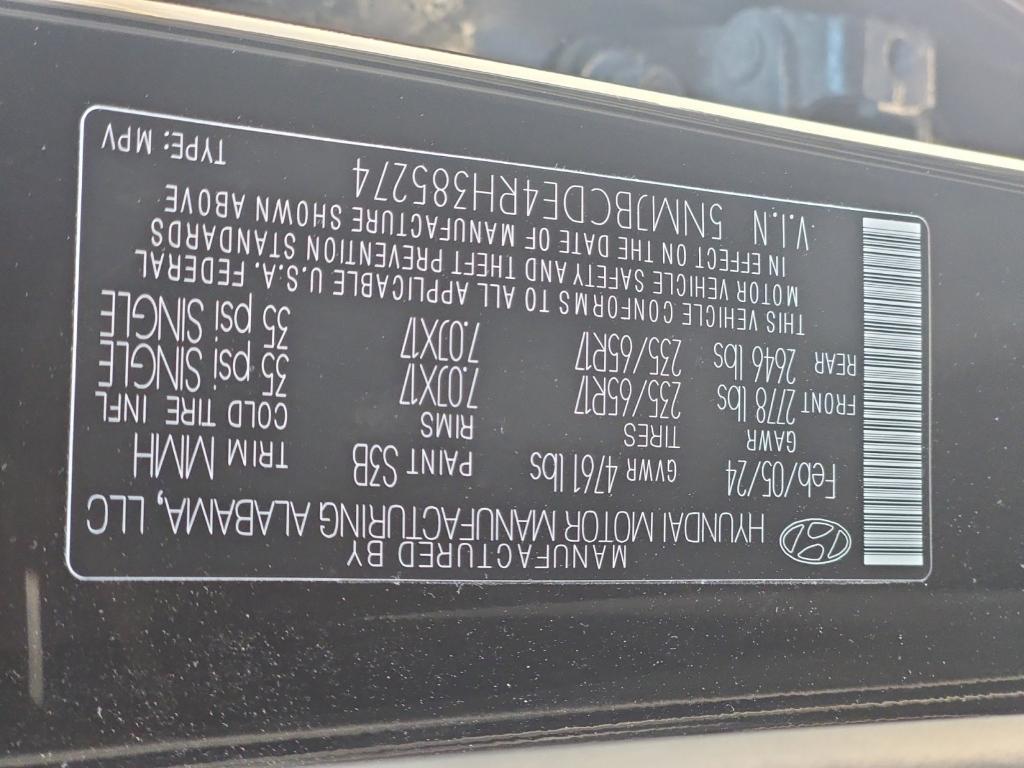 MANUFACTURED BY
HYUNDAI MOTOR MANUFACTURING ALABAMA, LLC
Feb/05/24 GVWR 4761 lbs PAINT S3B TRIM MMH
GAWR TIRES RIMS COLD TIRE INFL
FRONT 2778 lbs 235/65R17 7.0JX17 35 psi SINGLE
REAR 2646 lbs 235/65R17 7.0JX17 35 psi SINGLE
THIS VEHICLE CONFORMS TO ALL APPLICABLE U.S.A. FEDERAL
MOTOR VEHICLE SAFETY AND THEFT PREVENTION STANDARDS
IN EFFECT ON THE DATE OF MANUFACTURE SHOWN ABOVE
V.I.N 5NMJBCDE4RH385274 TYPE: MPV